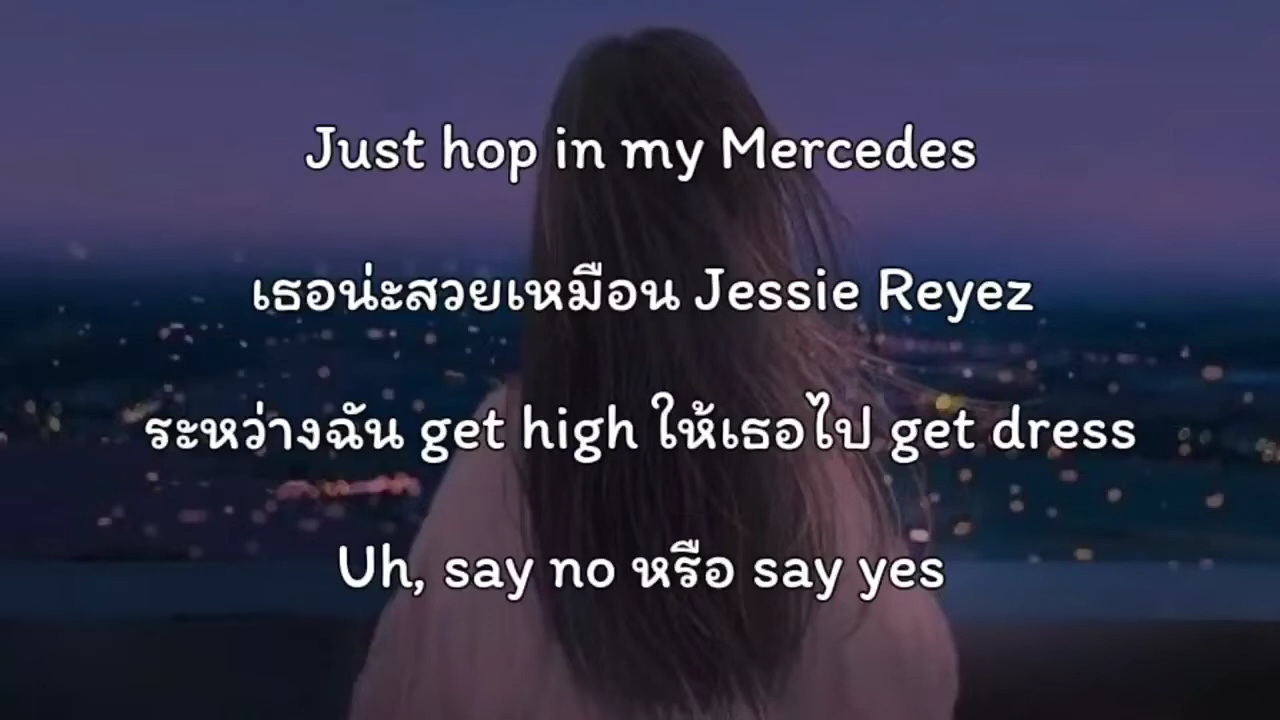 Just hop in my Mercedes
เธอน่ะสวยเหมือน Jessie Reyez
ระหว่างฉัน get high ให้เธอไป get dress
Uh, say no หรือ say yes